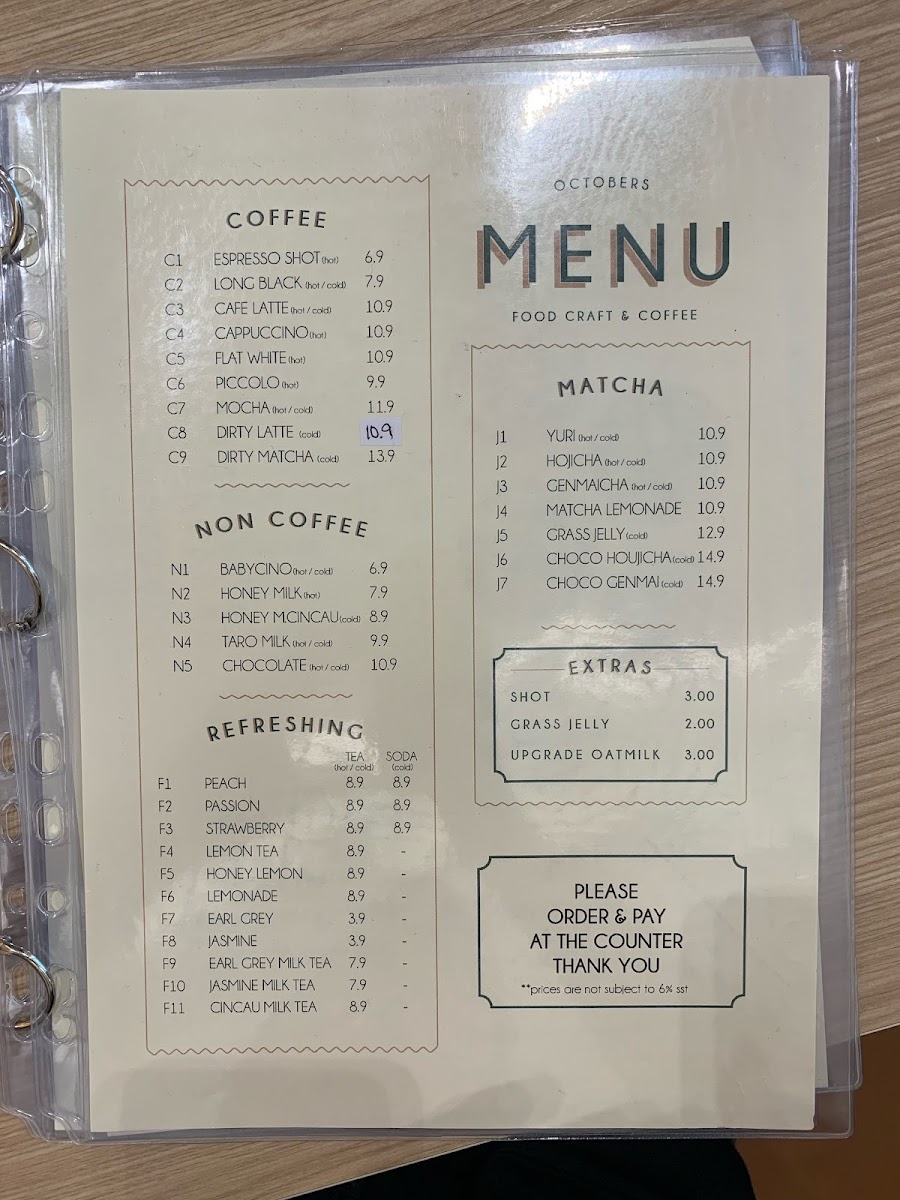 COFFEE
C1 ESPRESSO SHOT (hot) 6.9
C2 LONG BLACK (hot / cold) 7.9
C3 CAFE LATTE (hot / cold) 10.9
C4 CAPPUCCINO (hot) 10.9
C5 FLAT WHITE (hot) 10.9
C6 PICCOLO (hot) 9.9
C7 MOCHA (hot / cold) 11.9
C8 DIRTY LATTE (cold) 10.9
C9 DIRTY MATCHA (cold) 13.9
NON COFFEE
N1 BABYCINO (hot / cold) 6.9
N2 HONEY MILK (hot) 7.9
N3 HONEY M.CINCAU (cold) 8.9
N4 TARO MILK (hot / cold) 9.9
N5 CHOCOLATE (hot / cold) 10.9
REFRESHING
TEA SODA
(hot / cold) (cold)
F1 PEACH 8.9 8.9
F2 PASSION 8.9 8.9
F3 STRAWBERRY 8.9 8.9
F4 LEMON TEA 8.9 -
F5 HONEY LEMON 8.9 -
F6 LEMONADE 8.9 -
F7 EARL GREY 3.9 -
F8 JASMINE 3.9 -
F9 EARL GREY MILK TEA 7.9 -
F10 JASMINE MILK TEA 7.9 -
F11 CINCAU MILK TEA 8.9 -
OCTOBERS
MENU
FOOD CRAFT & COFFEE
MATCHA
J1 YURI (hot / cold) 10.9
J2 HOJICHA (hot / cold) 10.9
J3 GENMAICHA (hot / cold) 10.9
J4 MATCHA LEMONADE 10.9
J5 GRASS JELLY (cold) 12.9
J6 CHOCO HOUJICHA (cold) 14.9
J7 CHOCO GENMAI (cold) 14.9
EXTRAS
SHOT 3.00
GRASS JELLY 2.00
UPGRADE OATMILK 3.00
PLEASE
ORDER & PAY
AT THE COUNTER
THANK YOU
**prices are not subject to 6% sst